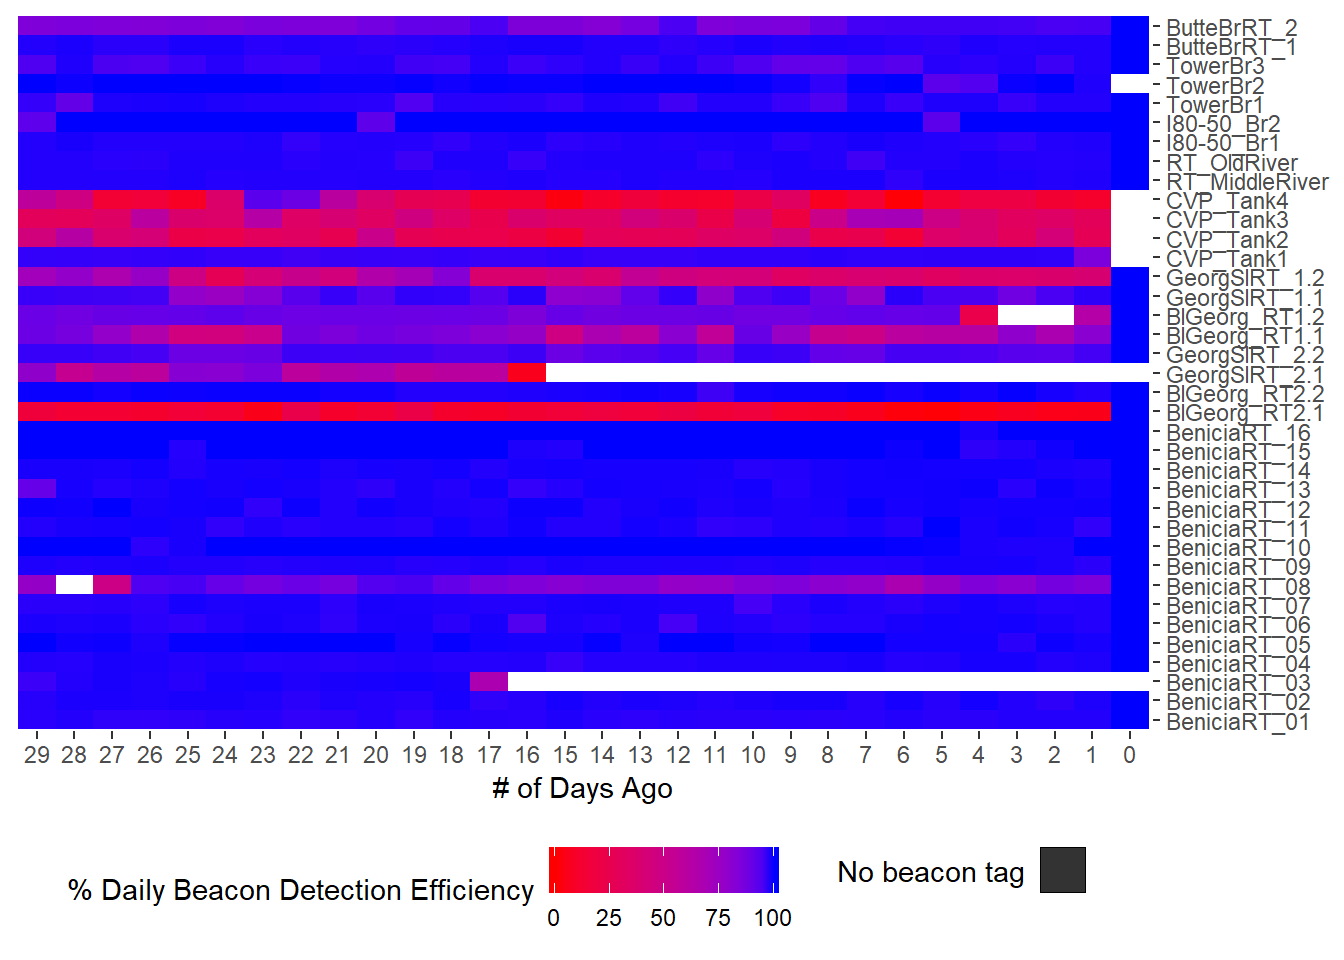 ButteBrRT_2
ButteBrRT_1
TowerBr3
TowerBr2
TowerBr1
I80-50_Br2
I80-50_Br1
RT_OldRiver
RT_MiddleRiver
CVP_Tank4
CVP_Tank3
CVP_Tank2
CVP_Tank1
GeorgSlRT_1.2
GeorgSlRT_1.1
BlGeorg_RT1.2
BlGeorg_RT1.1
GeorgSlRT_2.2
GeorgSlRT_2.1
BlGeorg_RT2.2
BlGeorg_RT2.1
BeniciaRT_16
BeniciaRT_15
BeniciaRT_14
BeniciaRT_13
BeniciaRT_12
BeniciaRT_11
BeniciaRT_10
BeniciaRT_09
BeniciaRT_08
BeniciaRT_07
BeniciaRT_06
BeniciaRT_05
BeniciaRT_04
BeniciaRT_03
BeniciaRT_02
BeniciaRT_01
29 28 27 26 25 24 23 22 21 20 19 18 17 16 15 14 13 12 11 10 9 8 7 6 5 4 3 2 1 0
# of Days Ago
% Daily Beacon Detection Efficiency
0 25 50 75 100
No beacon tag